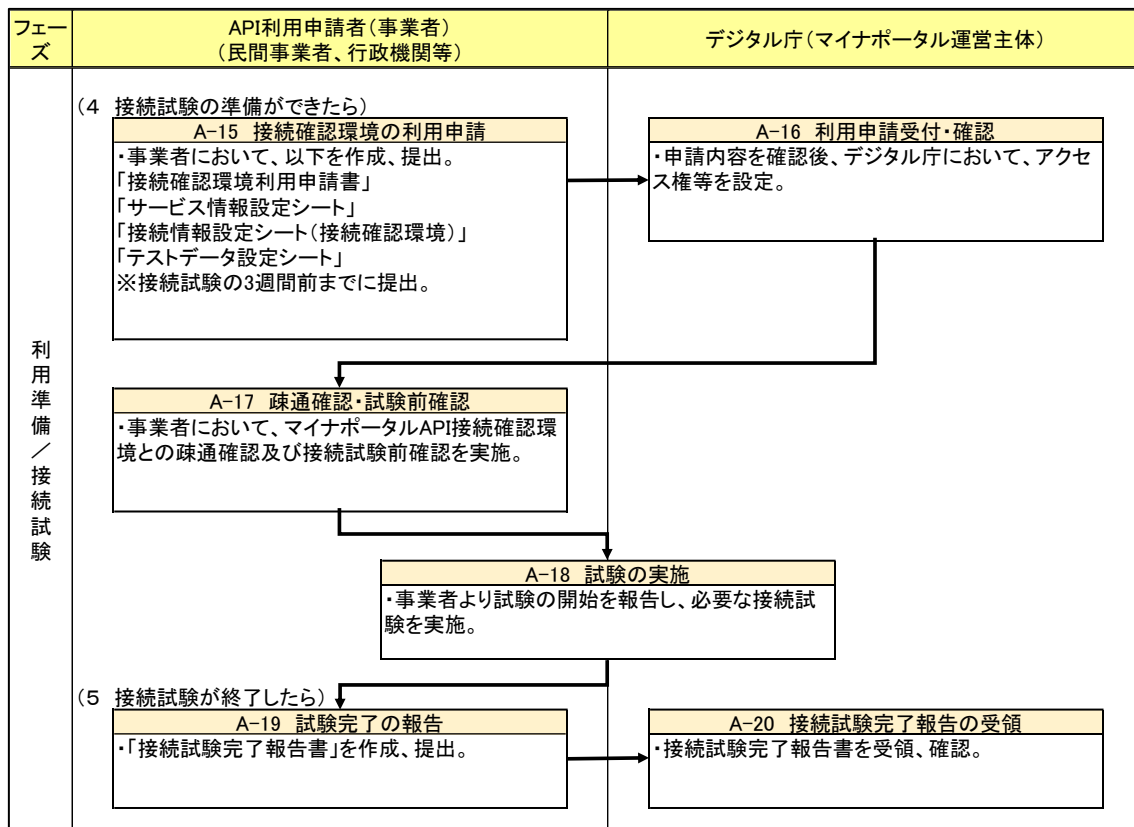 フェー
ズ
API利用申請者（事業者）
（民間事業者、行政機関等）
デジタル庁（マイナポータル運営主体）
利用準備／接続試験
（4 接続試験の準備ができたら）
A-15 接続確認環境の利用申請
・事業者において、以下を作成、提出。
「接続確認環境利用申請書」
「サービス情報設定シート」
「接続情報設定シート（接続確認環境）」
「テストデータ設定シート」
※接続試験の3週間前までに提出。
A-16 利用申請受付・確認
・申請内容を確認後、デジタル庁において、アクセ
ス権等を設定。
A-17 疎通確認・試験前確認
・事業者において、マイナポータルAPI接続確認環
境との疎通確認及び接続試験前確認を実施。
A-18 試験の実施
・事業者より試験の開始を報告し、必要な接続試
験を実施。
（5 接続試験が終了したら）
A-19 試験完了の報告
・「接続試験完了報告書」を作成、提出。
A-20 接続試験完了報告の受領
・接続試験完了報告書を受領、確認。